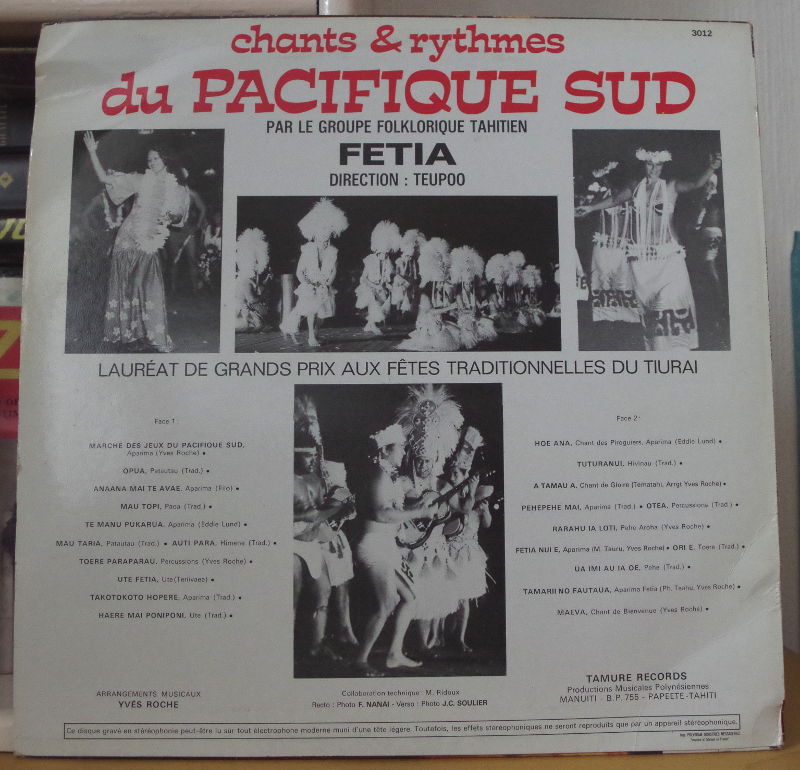 chants & rythmes
3012
du PACIFIQUE SUD
PAR LE GROUPE FOLKLORIQUE TAHITIEN
FETIA
DIRECTION : TEUPOO
LAURÉAT DE GRANDS PRIX AUX FÊTES TRADITIONNELLES DU TIURAI
Face 1 :
MARCHE DES JEUX DU PACIFIQUE SUD,
Aparima (Yves Roche) •
OPUA, Patautau (Trad.) •
ANAANA MAI TE AVAE, Aparima (Filo) •
MAU TOPI, Paoa (Trad.) •
TE MANU PUKARUA, Aparima (Eddie Lund) •
MAU TARIA, Patautau (Trad.) • AUTI PARA, Himene (Trad.) •
TOERE PARAPARAU, Percussions (Yves Roche) •
UTE FETIA, Ute (Teriivaea) •
TAKOTOKOTO HOPERE, Aparima (Trad.) •
HAERE MAI PONIPONI, Ute (Trad.) •
Face 2 :
HOE ANA, Chant des Piroguiers, Aparima (Eddie Lund) •
TUTURANUI, Hivinau (Trad.) •
A TAMAU A, Chant de Gloire (Tematahi, Arrgt Yves Roche) •
PEHEPEHE MAI, Aparima (Trad.) • OTEA, Percussions (Trad.) •
RARAHU IA LOTI, Pehe Aroha (Yves Roche) •
FETIA NUI E, Aparima (M. Tauru, Yves Roche) • ORI E, Toere (Trad.) •
UA IMI AU IA OE, Pehe (Trad.) •
TAMARII NO FAUTAUA, Aparima Fetia (Ph. Teahu, Yves Roche) •
MAEVA, Chant de Bienvenue (Yves Roche) •
ARRANGEMENTS MUSICAUX
YVÉS ROCHE
Collaboration technique : M. Ridoux
Recto : Photo F. NANAI - Verso : Photo J.C. SOULIER
TAMURE RECORDS
Productions Musicales Polynésiennes
MANUITI - B.P. 755 - PAPEETE-TAHITI
Ce disque gravé en stéréophonie peut-être lu sur tout électrophone moderne muni d'une tête légère. Toutefois, les effets stéréophoniques ne seront reproduits que par un appareil stéréophonique.